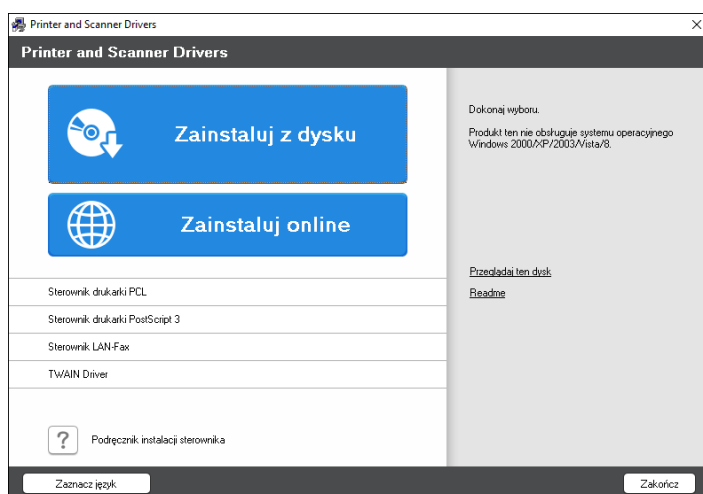 Printer and Scanner Drivers
Printer and Scanner Drivers
Zainstaluj z dysku
Zainstaluj online
Sterownik drukarki PCL
Sterownik drukarki PostScript 3
Sterownik LAN-Fax
TWAIN Driver
? Podręcznik instalacji sterownika
Dokonaj wyboru.
Produkt ten nie obsługuje systemu operacyjnego
Windows 2000/XP/2003/Vista/8.
Przeglądaj ten dysk
Readme
Zaznacz język
Zakończ